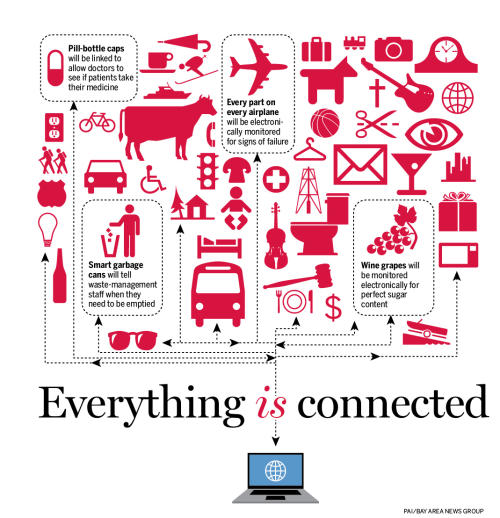 Pill-bottle caps
will be linked to
allow doctors to
see if patients take
their medicine
Every part on
every airplane
will be electroni-
cally monitored
for signs of failure
Smart garbage
cans will tell
waste-management
staff when they
need to be emptied
Wine grapes will
be monitored
electronically for
perfect sugar
content
$
Everything is connected
PAI/BAY AREA NEWS GROUP